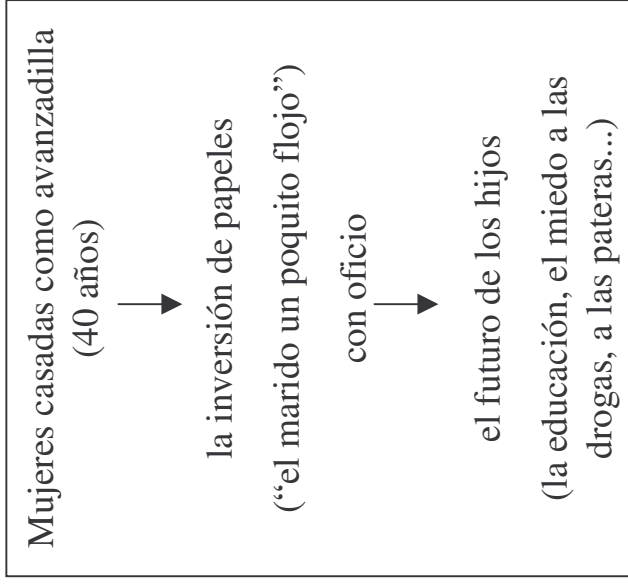 Mujeres casadas como avanzadilla
(40 años)
la inversión de papeles
(“el marido un poquito flojo”)
con oficio
el futuro de los hijos
(la educación, el miedo a las
drogas, a las pateras...)